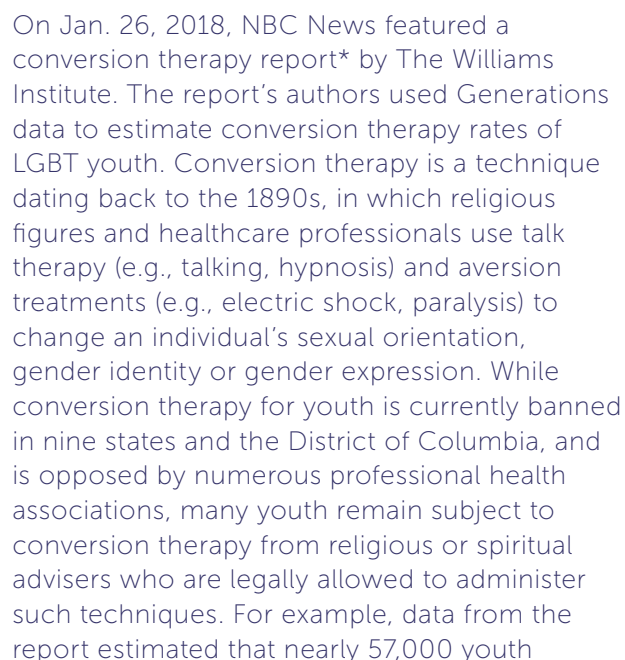 On Jan. 26, 2018, NBC News featured a
conversion therapy report* by The Williams
Institute. The report’s authors used Generations
data to estimate conversion therapy rates of
LGBT youth. Conversion therapy is a technique
dating back to the 1890s, in which religious
figures and healthcare professionals use talk
therapy (e.g., talking, hypnosis) and aversion
treatments (e.g., electric shock, paralysis) to
change an individual’s sexual orientation,
gender identity or gender expression. While
conversion therapy for youth is currently banned
in nine states and the District of Columbia, and
is opposed by numerous professional health
associations, many youth remain subject to
conversion therapy from religious or spiritual
advisers who are legally allowed to administer
such techniques. For example, data from the
report estimated that nearly 57,000 youth